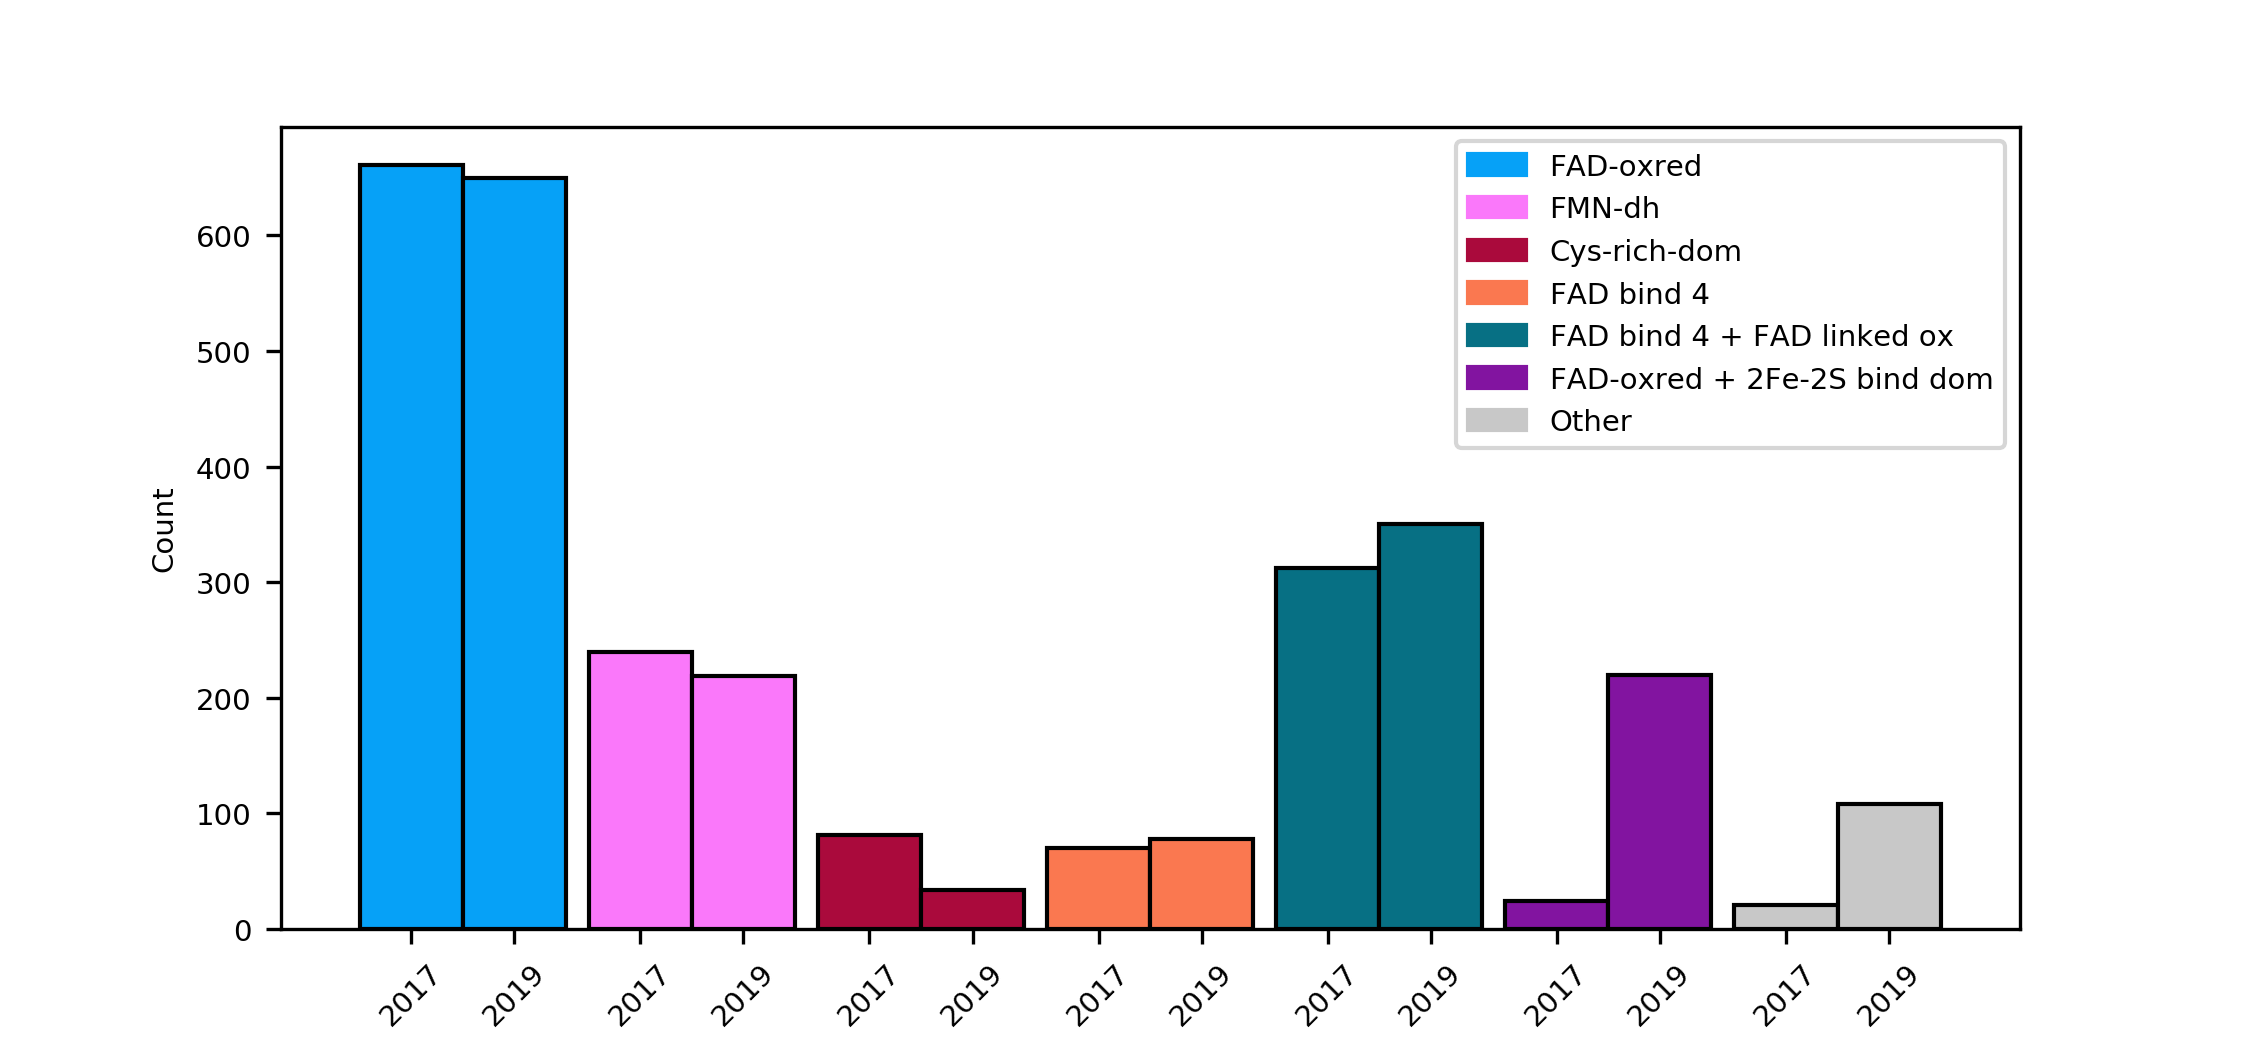 FAD-oxred
FMN-dh
Cys-rich-dom
FAD bind 4
FAD bind 4 + FAD linked ox
FAD-oxred + 2Fe-2S bind dom
Other
600
500
400
300
200
100
0
Count
2017 2019 2017 2019 2017 2019 2017 2019 2017 2019 2017 2019 2017 2019